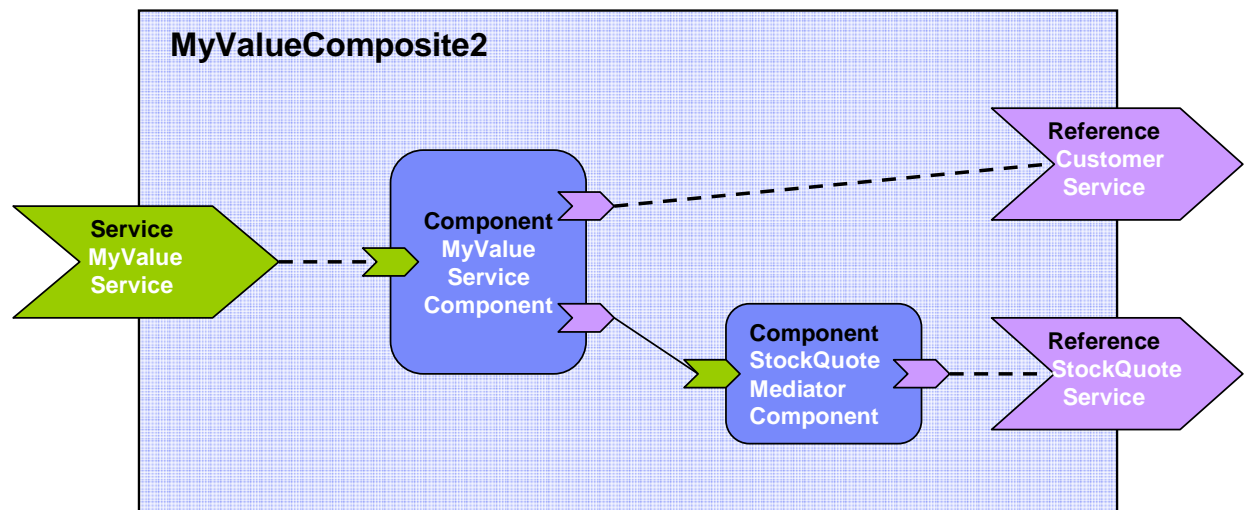 MyValueComposite2
Reference
Customer
Service
Service
MyValue
Service
Component
MyValue
Service
Component
Component
StockQuote
Mediator
Component
Reference
StockQuote
Service